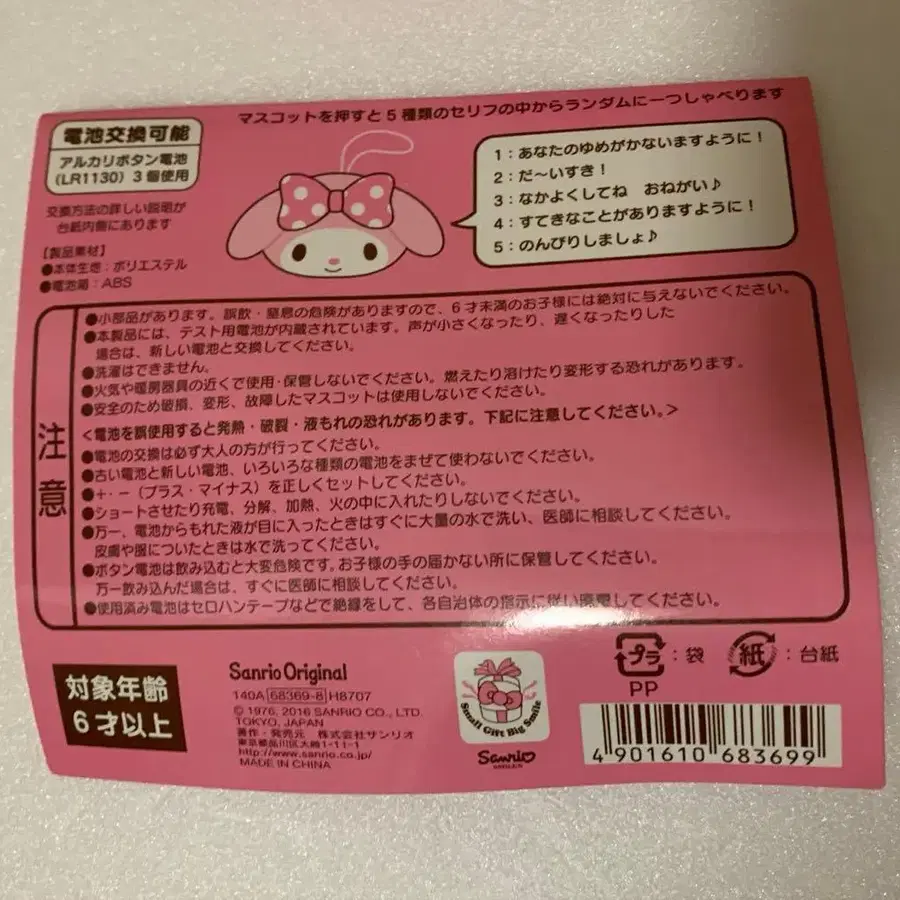 マスコットを押すと5種類のセリフの中からランダムに一つしゃべります
電池交換可能
アルカリボタン電池
(LR1130) 3個使用
交換方法の詳しい説明が
台紙内側にあります
【製品素材】
●本体生地:ポリエステル
●電池箱:ABS
1:あなたのゆめがかないますように!
2:だ〜いすき!
3:なかよくしてね おねがい♪
4:すてきなことがありますように!
5:のんびりしましょ♪
注意
●小部品があります。誤飲・窒息の危険がありますので、6才未満のお子様には絶対に与えないでください。
●本製品には、テスト用電池が内蔵されています。声が小さくなったり、遅くなったりした
場合は、新しい電池と交換してください。
●洗濯はできません。
●火気や暖房器具の近くで使用・保管しないでください。燃えたり溶けたり変形する恐れがあります。
●安全のため破損、変形、故障したマスコットは使用しないでください。
<電池を誤使用すると発熱・破裂・液もれの恐れがあります。下記に注意してください。>
●電池の交換は必ず大人の方が行ってください。
●古い電池と新しい電池、いろいろな種類の電池をまぜて使わないでください。
●+・−(プラス・マイナス)を正しくセットしてください。
●ショートさせたり充電、分解、加熱、火の中に入れたりしないでください。
●万一、電池からもれた液が目に入ったときはすぐに大量の水で洗い、医師に相談してください。
皮膚や服についたときは水で洗ってください。
●ボタン電池は飲み込むと大変危険です。お子様の手の届かない所に保管してください。
万一飲み込んだ場合は、すぐに医師に相談してください。
●使用済み電池はセロハンテープなどで絶縁をして、各自治体の指示に従い廃棄してください。
対象年齢
6才以上
Sanrio Original
140A 68369-8 H8707
© 1976, 2016 SANRIO CO., LTD.
TOKYO, JAPAN
著作・発売元 株式会社サンリオ
東京都品川区大崎1-11-1
http://www.sanrio.co.jp/
MADE IN CHINA
Small Gift Big Smile
Sanrio
プラ:袋
PP
紙:台紙
4 901610 683699